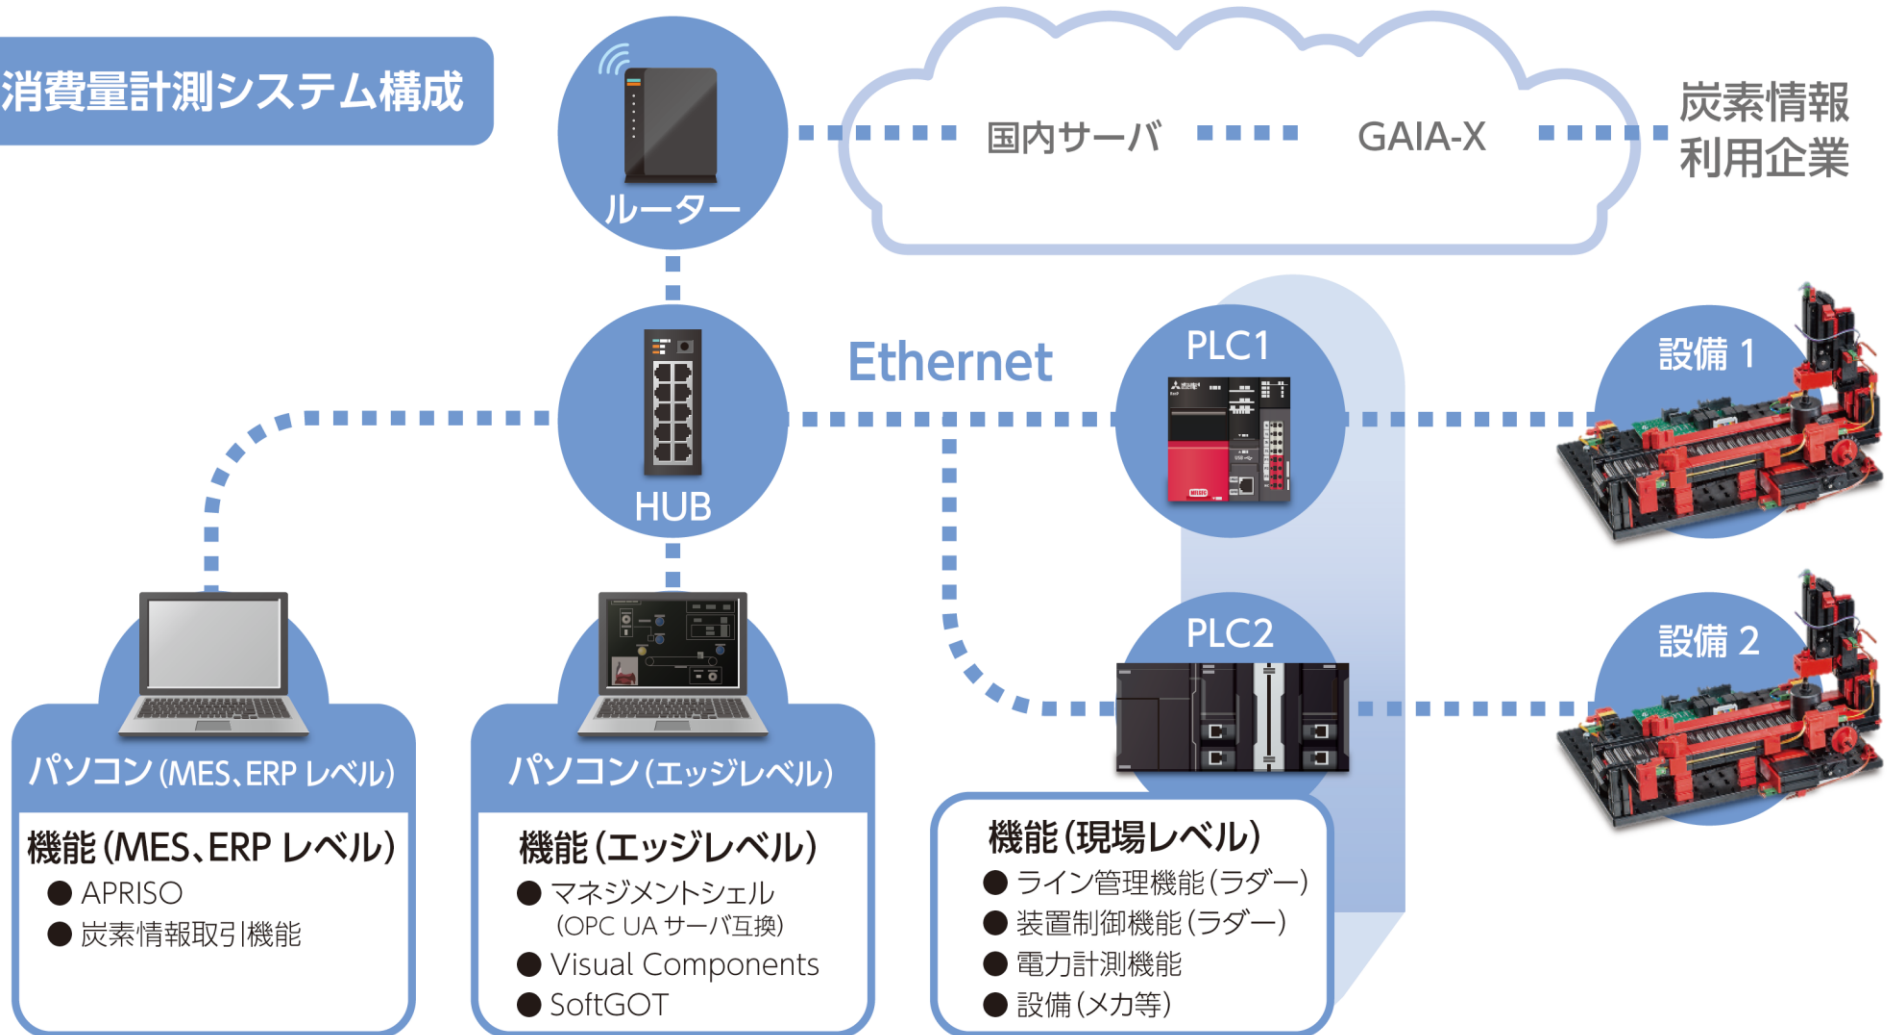 消費量計測システム構成
ルーター
国内サーバ
GAIA-X
炭素情報
利用企業
HUB
Ethernet
PLC1
設備 1
PLC2
設備 2
パソコン(MES、ERP レベル)
機能(MES、ERP レベル)
● APRISO
● 炭素情報取引機能
パソコン(エッジレベル)
機能(エッジレベル)
● マネジメントシェル
(OPC UA サーバ互換)
● Visual Components
● SoftGOT
機能(現場レベル)
● ライン管理機能(ラダー)
● 装置制御機能(ラダー)
● 電力計測機能
● 設備(メカ等)